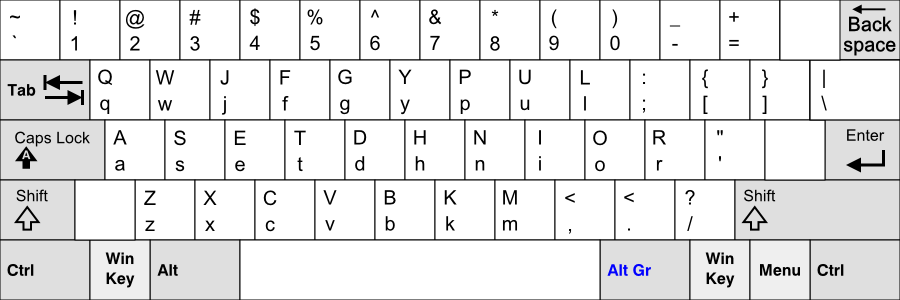 ~ ! @ # $ % ^ & * ( ) _ + Back
` 1 2 3 4 5 6 7 8 9 0 - = space
Tab Q W J F G Y P U L : { } |
q w j f g y p u l ; [ ] \
Caps Lock A S E T D H N I O R " Enter
A a s e t d h n i o r '
Shift Z X C V B K M < < ? Shift
z x c v b k m , . /
Ctrl Win Key Alt Alt Gr Win Key Menu Ctrl